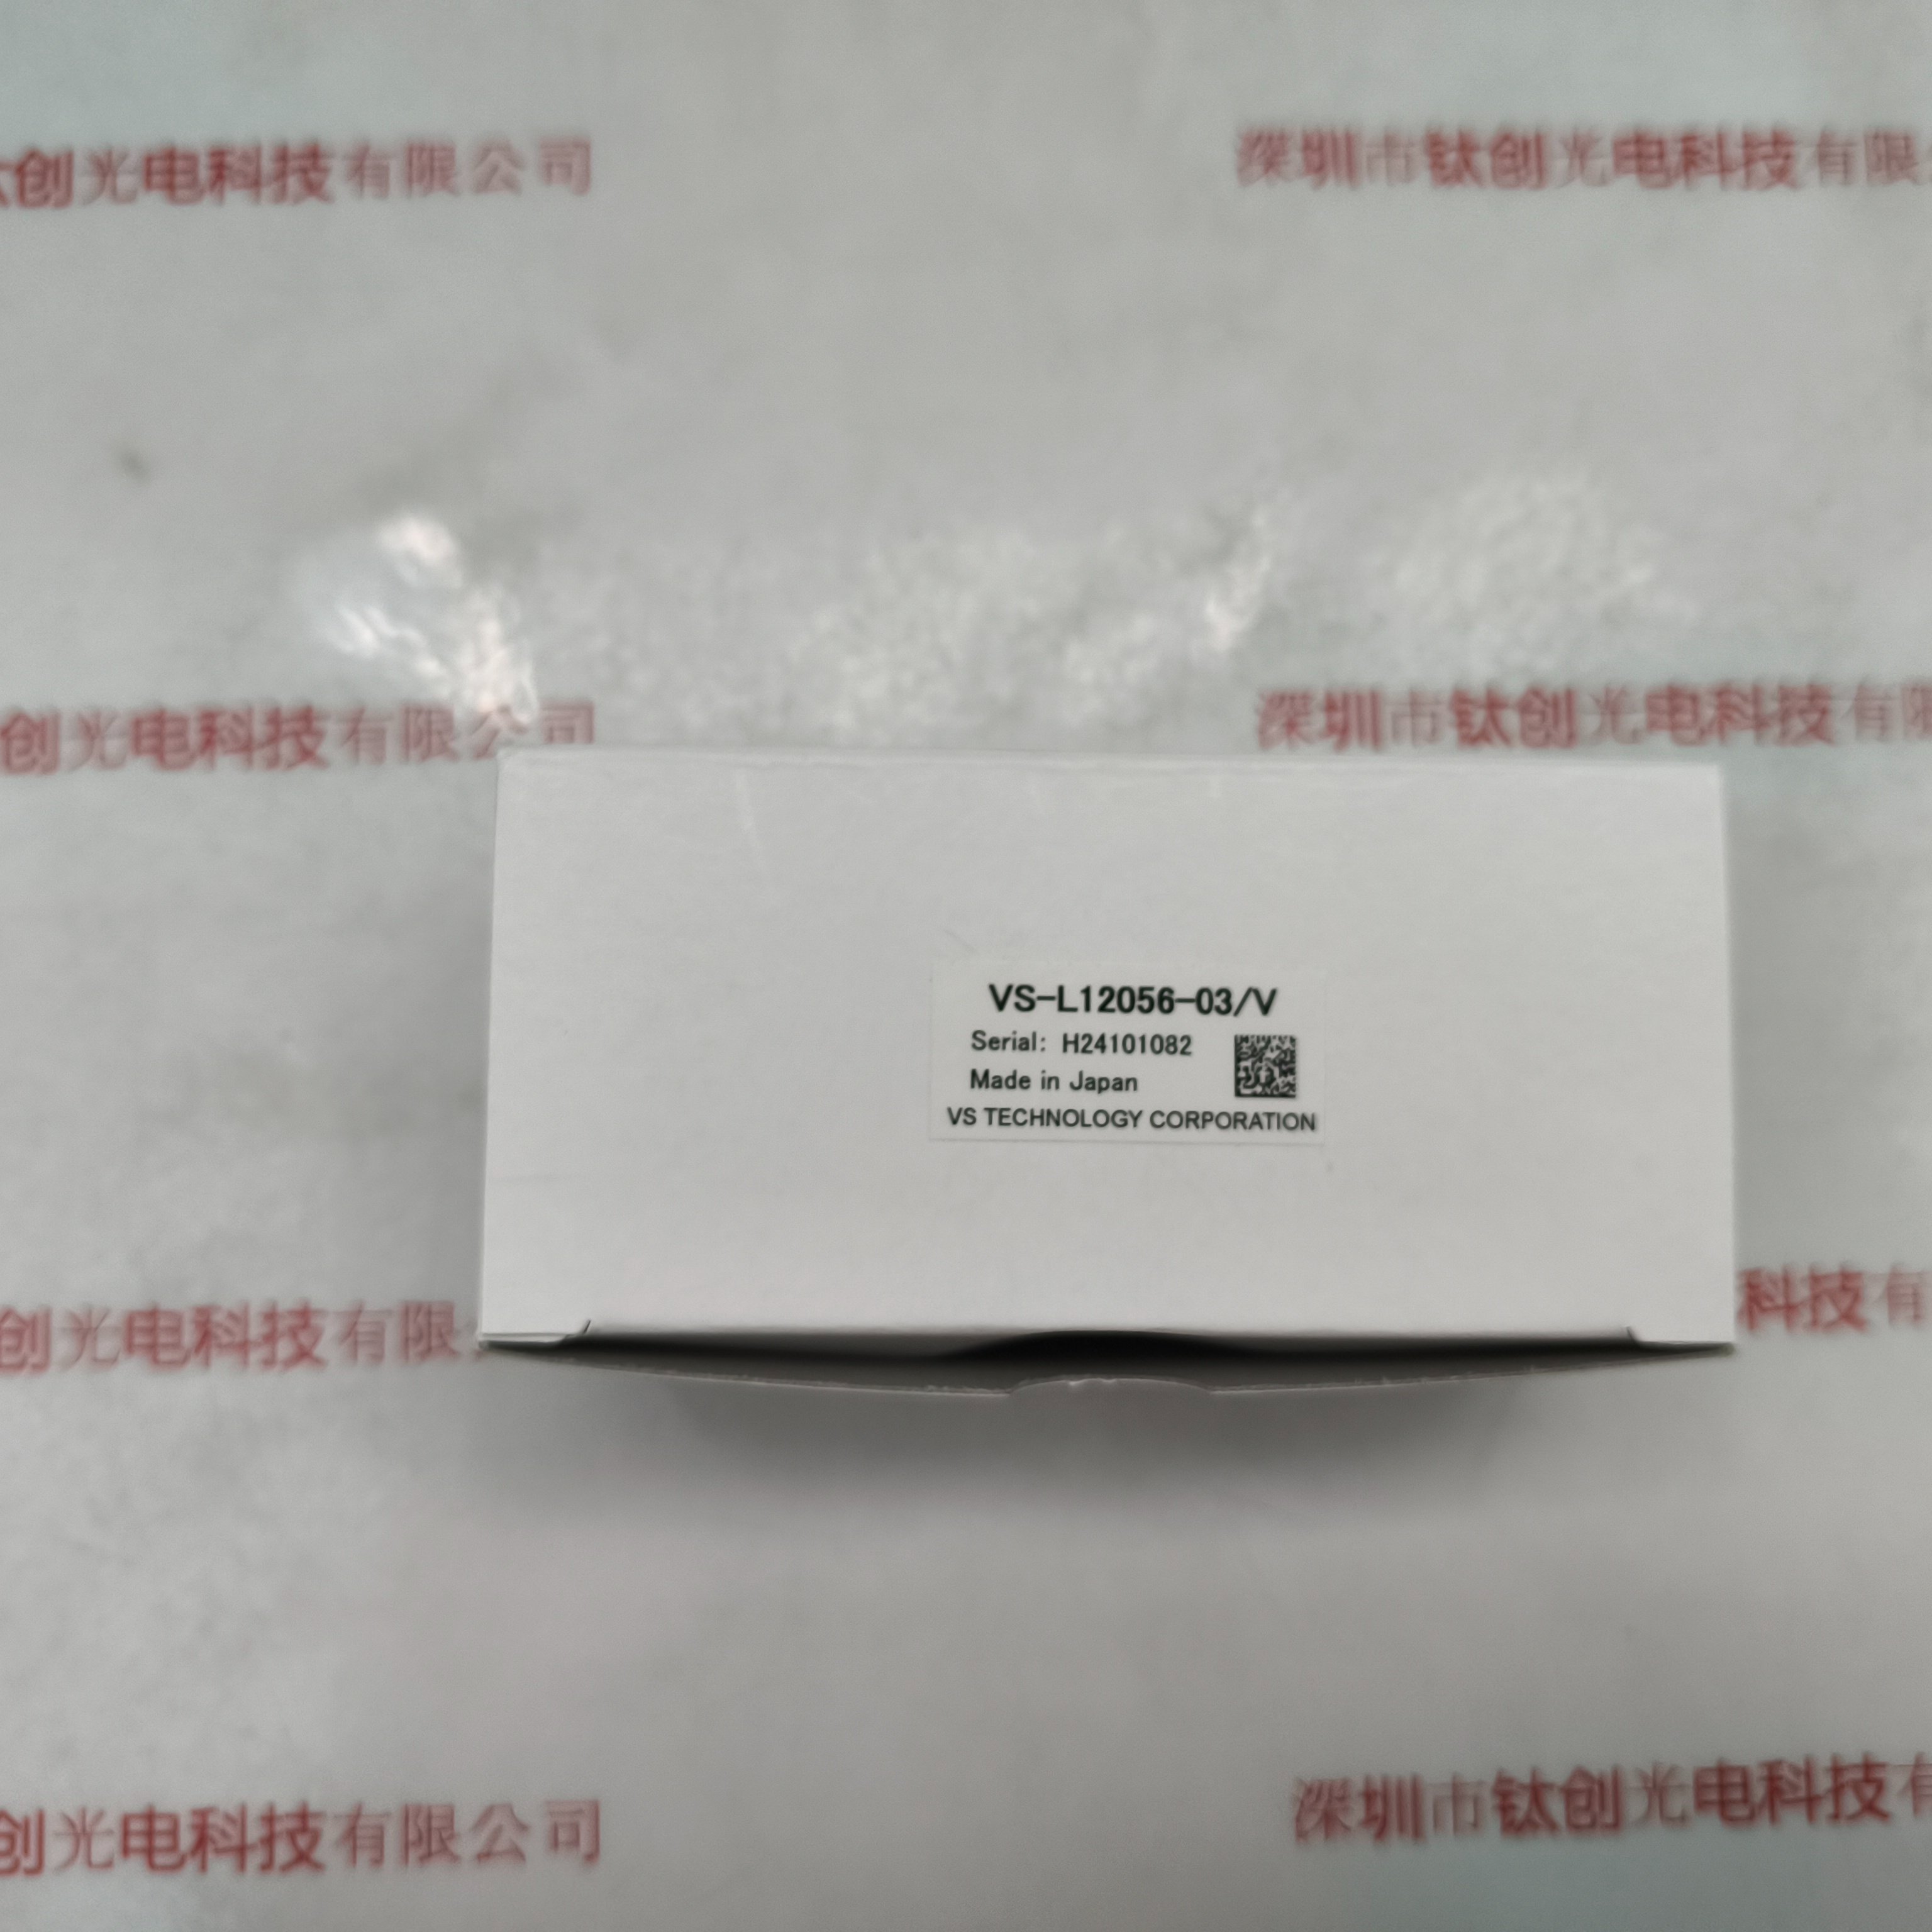 创光电科技有限公司
深圳市钛创光电科技有限
创光电科技有限公司
深圳市钛创光电科技有
VS-L12056-03/V
Serial: H24101082
Made in Japan
VS TECHNOLOGY CORPORATION
创光电科技有限
科技有
创光电科技有限公司
深圳市钛创光电科技